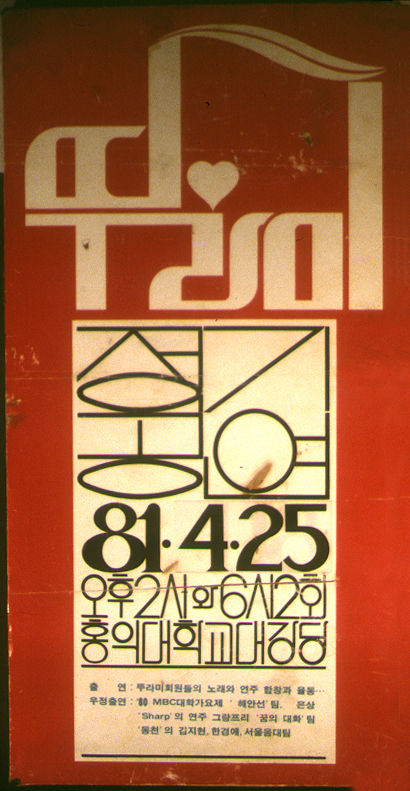 뚜라미
정기
공연
81·4·25
오후2시와6시2회
홍익대학교대강당
출 연 : 뚜라미회원들의 노래와 연주 합창과 율동…
우정출연 : MBC대학가요제 ' 해안선' 팀, 은상
'Sharp' 의 연주 그랑프리 '꿈의 대화' 팀
'동천' 의 김지현, 한경애, 서울음대팀